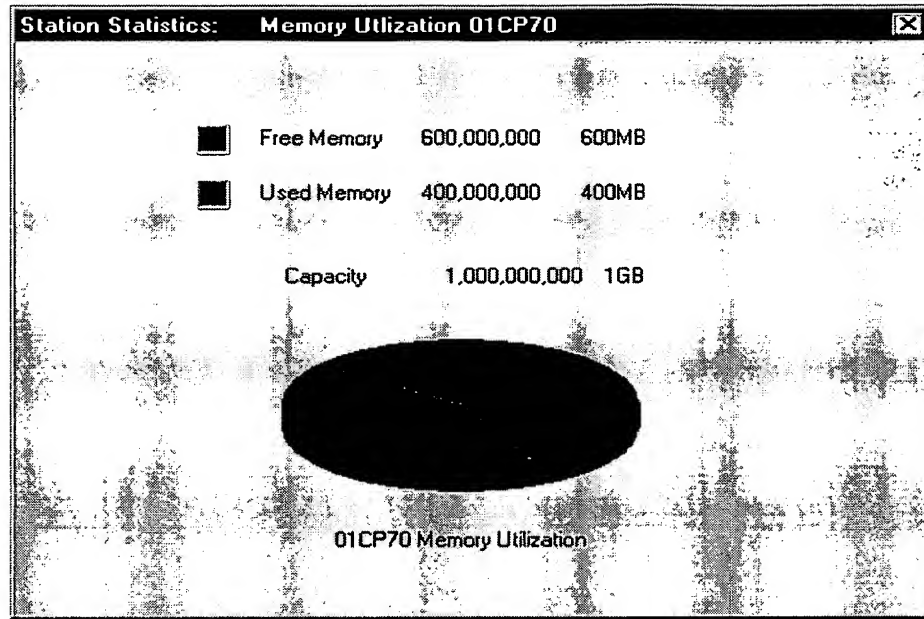 Station Statistics: Memory Utlization 01CP70
Free Memory 600,000,000 600MB
Used Memory 400,000,000 400MB
Capacity 1,000,000,000 1GB
01CP70 Memory Utilization